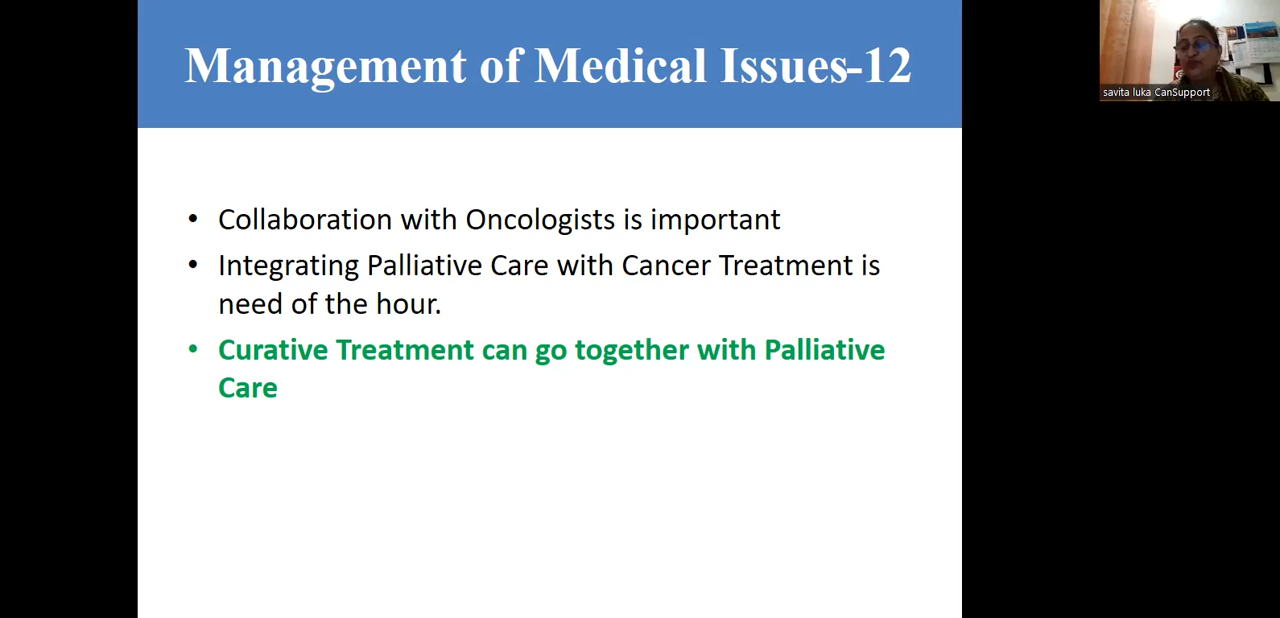 Management of Medical Issues-12
savita luka CanSupport
• Collaboration with Oncologists is important
• Integrating Palliative Care with Cancer Treatment is
need of the hour.
• Curative Treatment can go together with Palliative
Care